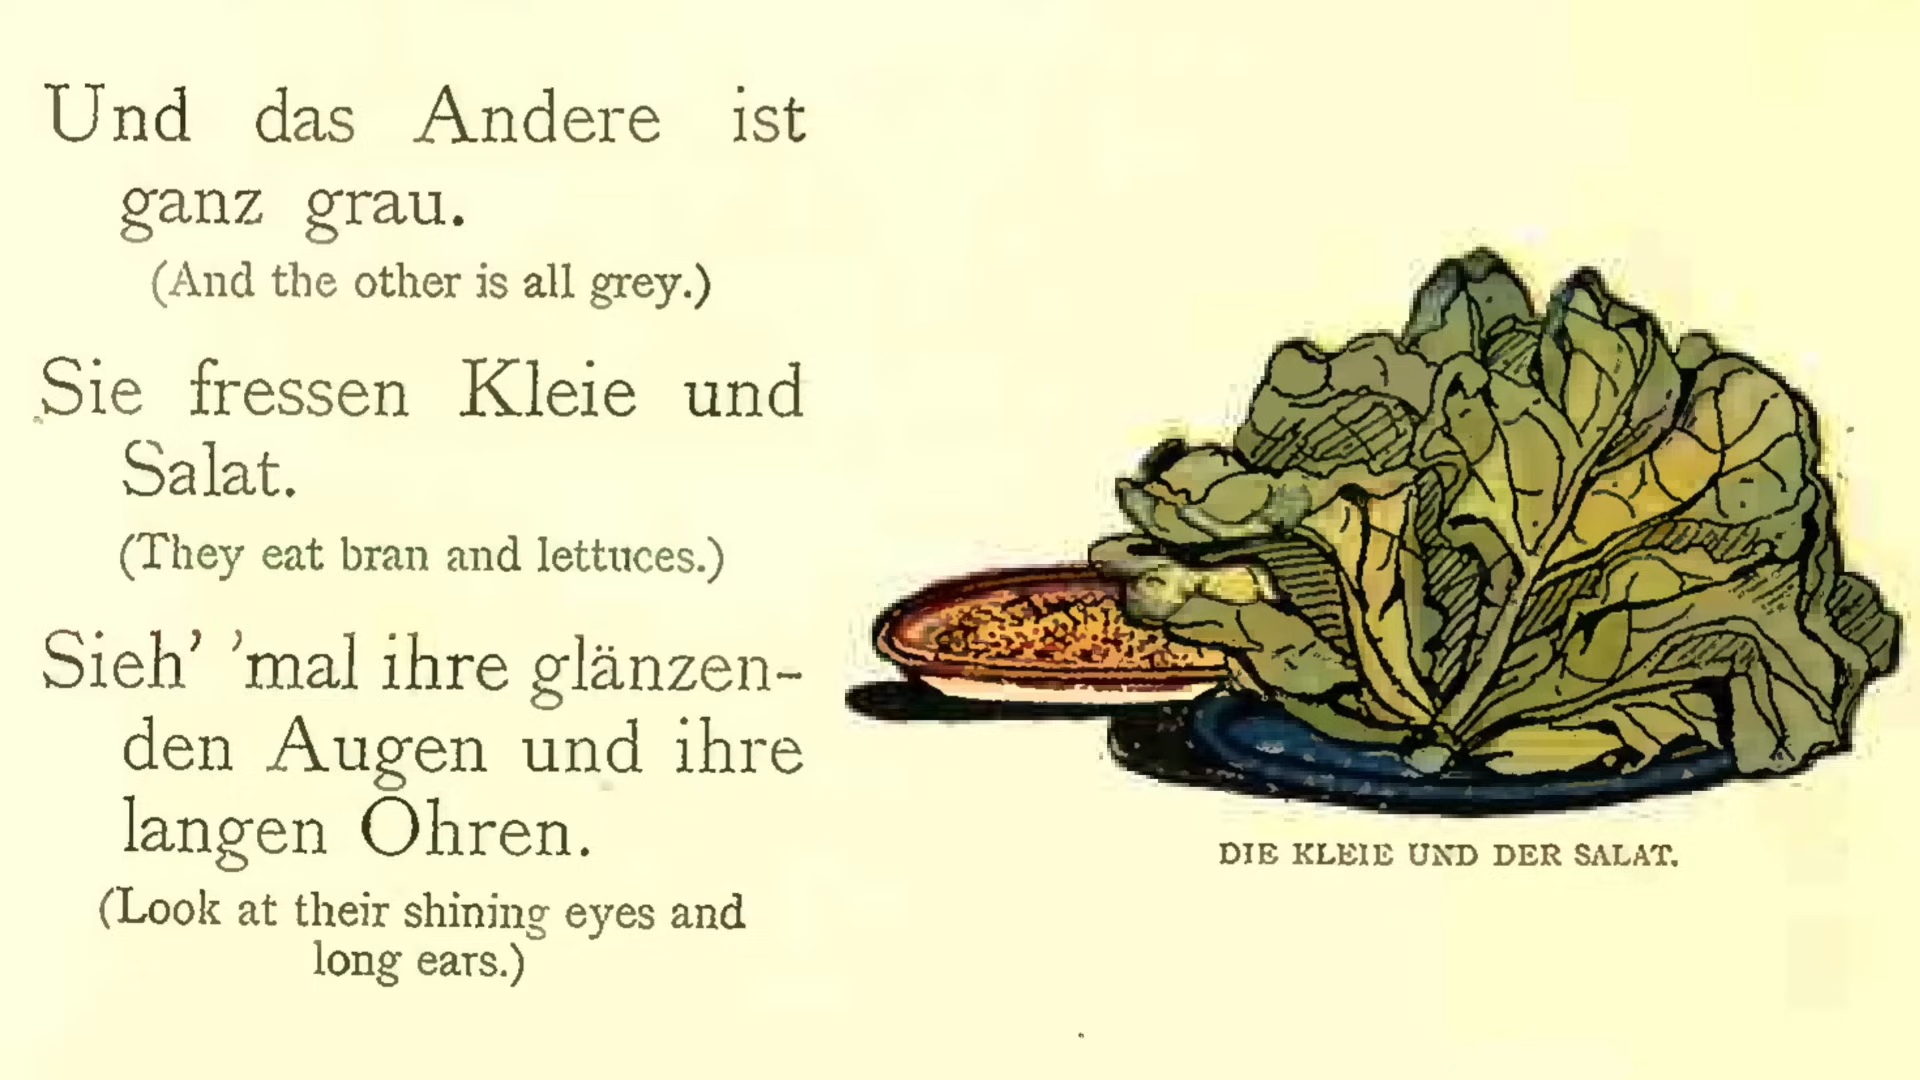 Und das Andere ist
ganz grau.
(And the other is all grey.)
Sie fressen Kleie und
Salat.
(They eat bran and lettuces.)
Sieh' 'mal ihre glänzen-
den Augen und ihre
langen Ohren.
(Look at their shining eyes and
long ears.)
DIE KLEIE UND DER SALAT.